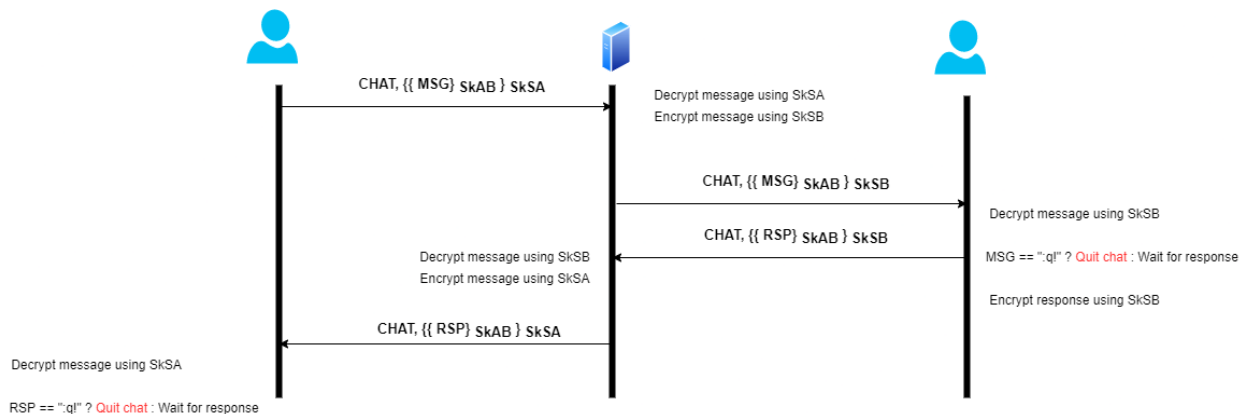 CHAT, {{ MSG} SkAB } SkSA
Decrypt message using SkSA
Encrypt message using SkSB
CHAT, {{ MSG} SkAB } SkSB
Decrypt message using SkSB
CHAT, {{ RSP} SkAB } SkSB
Decrypt message using SkSB
Encrypt message using SkSA
MSG == ":q!" ? Quit chat : Wait for response
Encrypt response using SkSB
CHAT, {{ RSP} SkAB } SkSA
Decrypt message using SkSA
RSP == ":q!" ? Quit chat : Wait for response